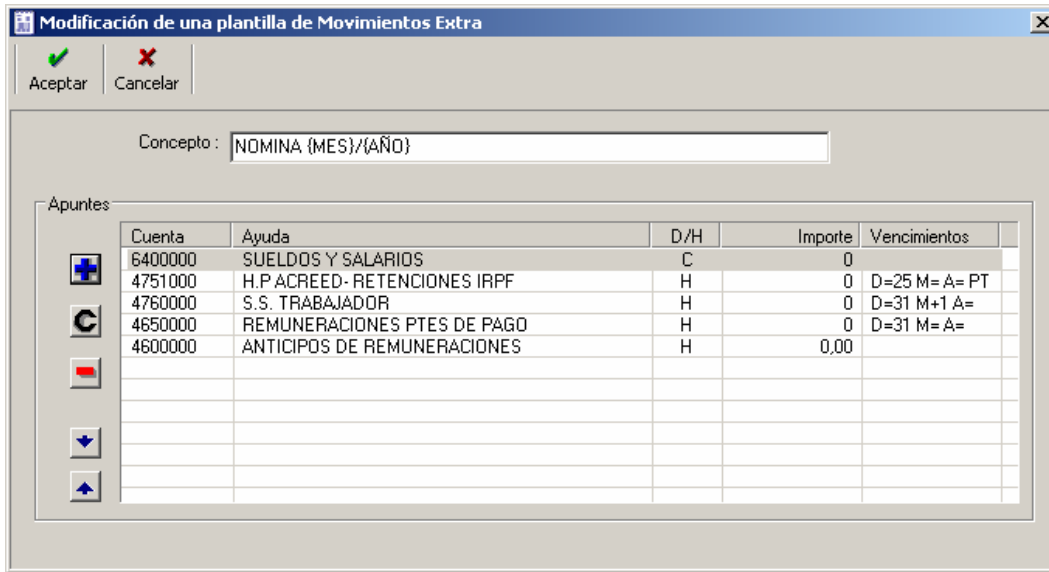 Modificación de una plantilla de Movimientos Extra
Aceptar Cancelar
Concepto : NOMINA {MES}/{AÑO}
Apuntes
Cuenta Ayuda D/H Importe Vencimientos
6400000 SUELDOS Y SALARIOS C 0
4751000 H.P ACREED- RETENCIONES IRPF H 0 D=25 M= A= PT
4760000 S.S. TRABAJADOR H 0 D=31 M+1 A=
4650000 REMUNERACIONES PTES DE PAGO H 0 D=31 M= A=
4600000 ANTICIPOS DE REMUNERACIONES H 0,00
C